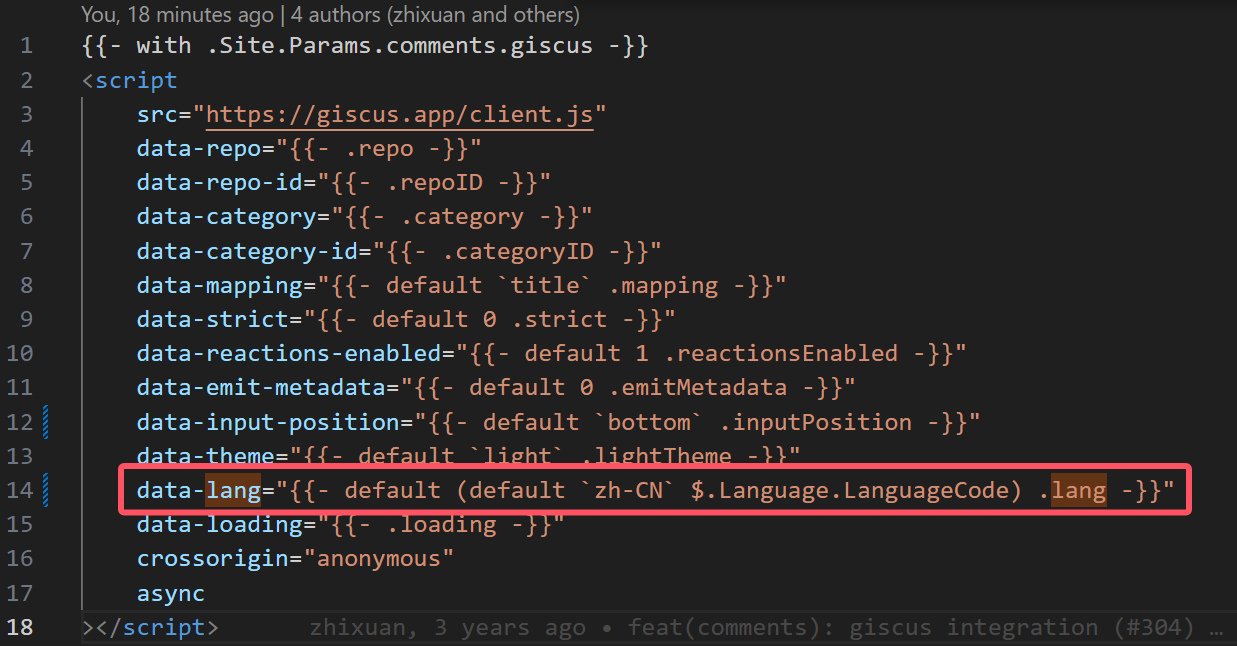 You, 18 minutes ago | 4 authors (zhixuan and others)
1 {{- with .Site.Params.comments.giscus -}}
2 <script
3 src="https://giscus.app/client.js"
4 data-repo="{{- .repo -}}"
5 data-repo-id="{{- .repoID -}}"
6 data-category="{{- .category -}}"
7 data-category-id="{{- .categoryID -}}"
8 data-mapping="{{- default `title` .mapping -}}"
9 data-strict="{{- default 0 .strict -}}"
10 data-reactions-enabled="{{- default 1 .reactionsEnabled -}}"
11 data-emit-metadata="{{- default 0 .emitMetadata -}}"
12 data-input-position="{{- default `bottom` .inputPosition -}}"
13 data-theme="{{- default `light` .lightTheme -}}"
14 data-lang="{{- default (default `zh-CN` $.Language.LanguageCode) .lang -}}"
15 data-loading="{{- .loading -}}"
16 crossorigin="anonymous"
17 async
18 ></script> zhixuan, 3 years ago • feat(comments): giscus integration (#304) …